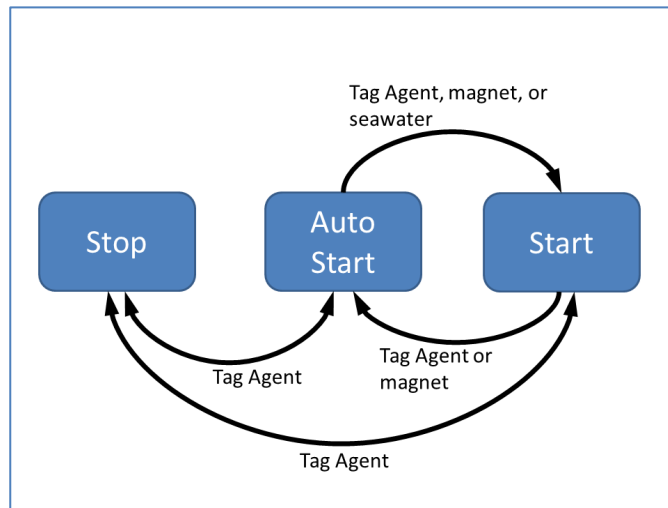 Tag Agent, magnet, or
seawater
Stop
Auto
Start
Start
Tag Agent
Tag Agent or
magnet
Tag Agent